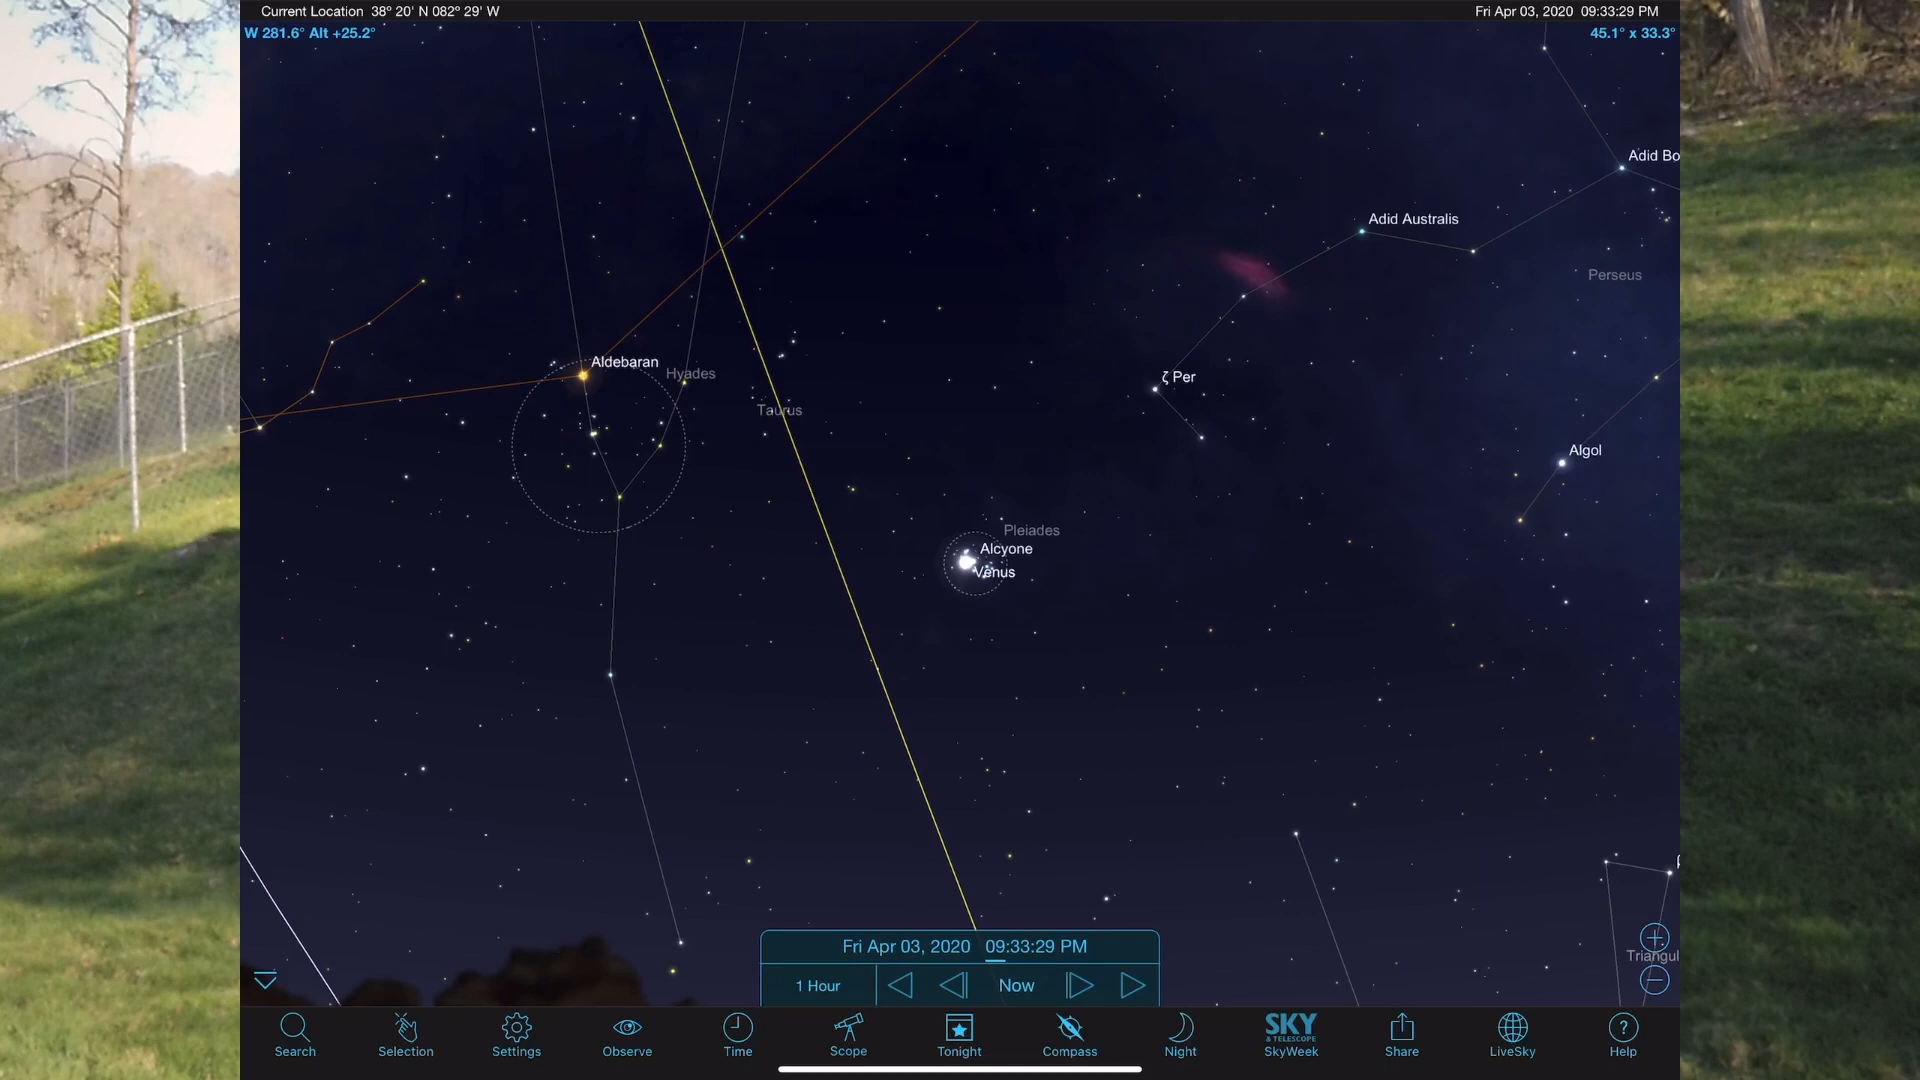 Current Location 38° 20' N 082° 29' W
Fri Apr 03, 2020 09:33:29 PM
W 281.6° Alt +25.2°
45.1° x 33.3°
Adid Bo
Adid Australis
Perseus
Aldebaran
Hyades
ζ Per
Taurus
Algol
Pleiades
Alcyone
Venus
Fri Apr 03, 2020 09:33:29 PM
Triangul
1 Hour
Now
SKY
& TELESCOPE
Search
Selection
Settings
Observe
Time
Scope
Tonight
Compass
Night
SkyWeek
Share
LiveSky
? Help